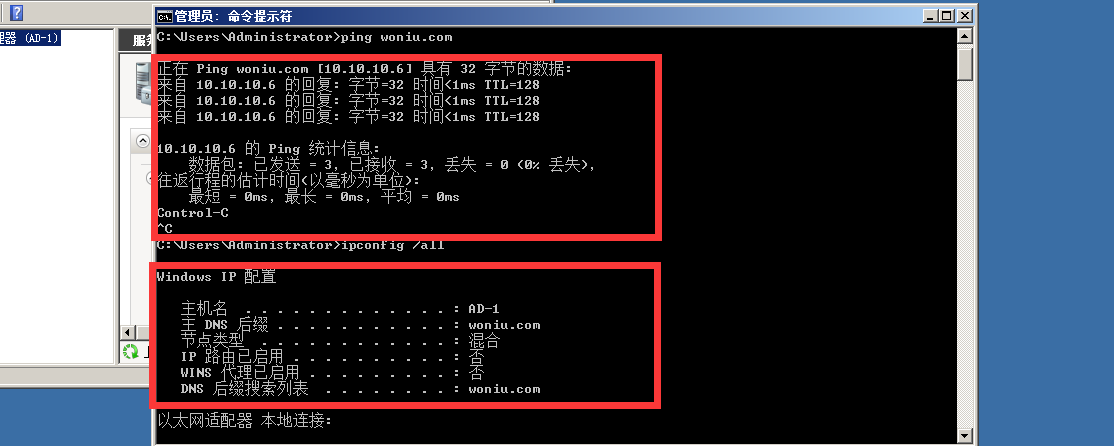 管理员: 命令提示符
理器 (AD-1)
服务
C:\Users\Administrator>ping woniu.com
正在 Ping woniu.com [10.10.10.6] 具有 32 字节的数据:
来自 10.10.10.6 的回复: 字节=32 时间<1ms TTL=128
来自 10.10.10.6 的回复: 字节=32 时间<1ms TTL=128
来自 10.10.10.6 的回复: 字节=32 时间<1ms TTL=128
10.10.10.6 的 Ping 统计信息:
数据包: 已发送 = 3, 已接收 = 3, 丢失 = 0 (0% 丢失),
往返行程的估计时间(以毫秒为单位):
最短 = 0ms, 最长 = 0ms, 平均 = 0ms
Control-C
^C
C:\Users\Administrator>ipconfig /all
Windows IP 配置
主机名 . . . . . . . . . . . . . : AD-1
主 DNS 后缀 . . . . . . . . . . . : woniu.com
节点类型 . . . . . . . . . . . . : 混合
IP 路由已启用 . . . . . . . . . . : 否
WINS 代理已启用 . . . . . . . . . : 否
DNS 后缀搜索列表 . . . . . . . . : woniu.com
以太网适配器 本地连接: